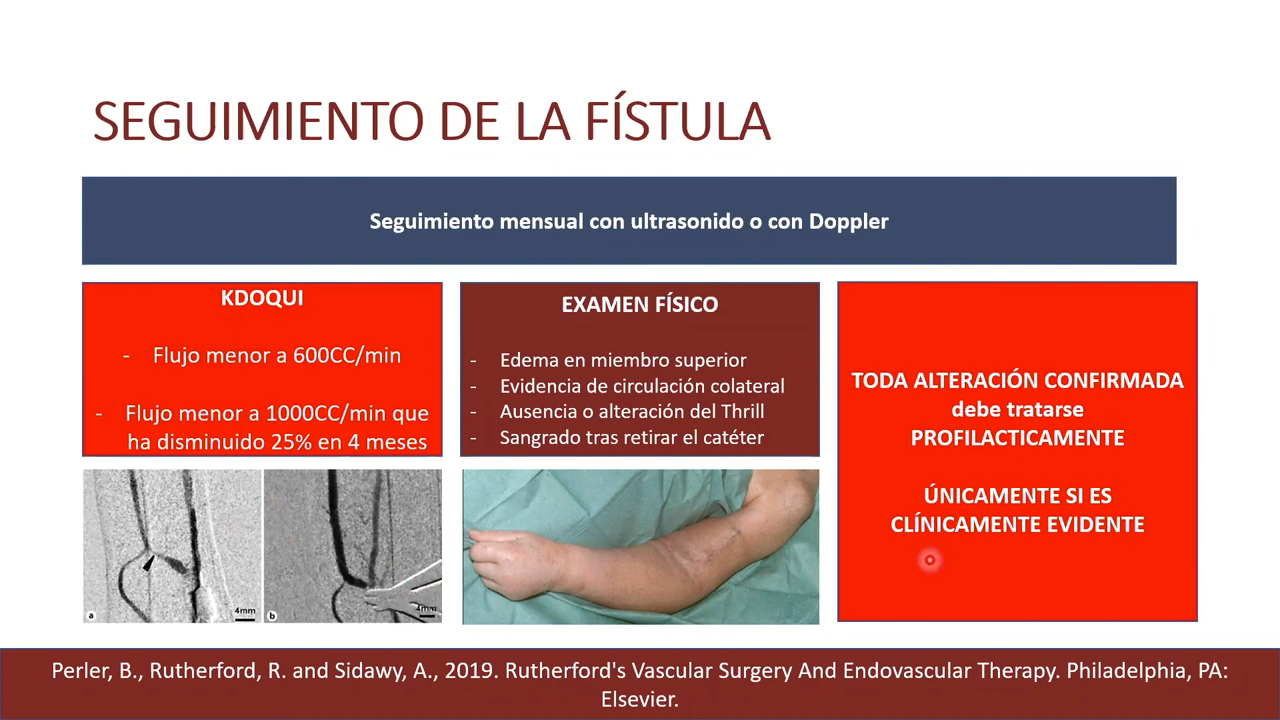 SEGUIMIENTO DE LA FÍSTULA
Seguimiento mensual con ultrasonido o con Doppler
KDOQUI
- Flujo menor a 600CC/min
- Flujo menor a 1000CC/min que
ha disminuido 25% en 4 meses
EXAMEN FÍSICO
- Edema en miembro superior
- Evidencia de circulación colateral
- Ausencia o alteración del Thrill
- Sangrado tras retirar el catéter
TODA ALTERACIÓN CONFIRMADA
debe tratarse
PROFILACTICAMENTE
ÚNICAMENTE SI ES
CLÍNICAMENTE EVIDENTE
a
4mm
b
4mm
Perler, B., Rutherford, R. and Sidawy, A., 2019. Rutherford's Vascular Surgery And Endovascular Therapy. Philadelphia, PA:
Elsevier.